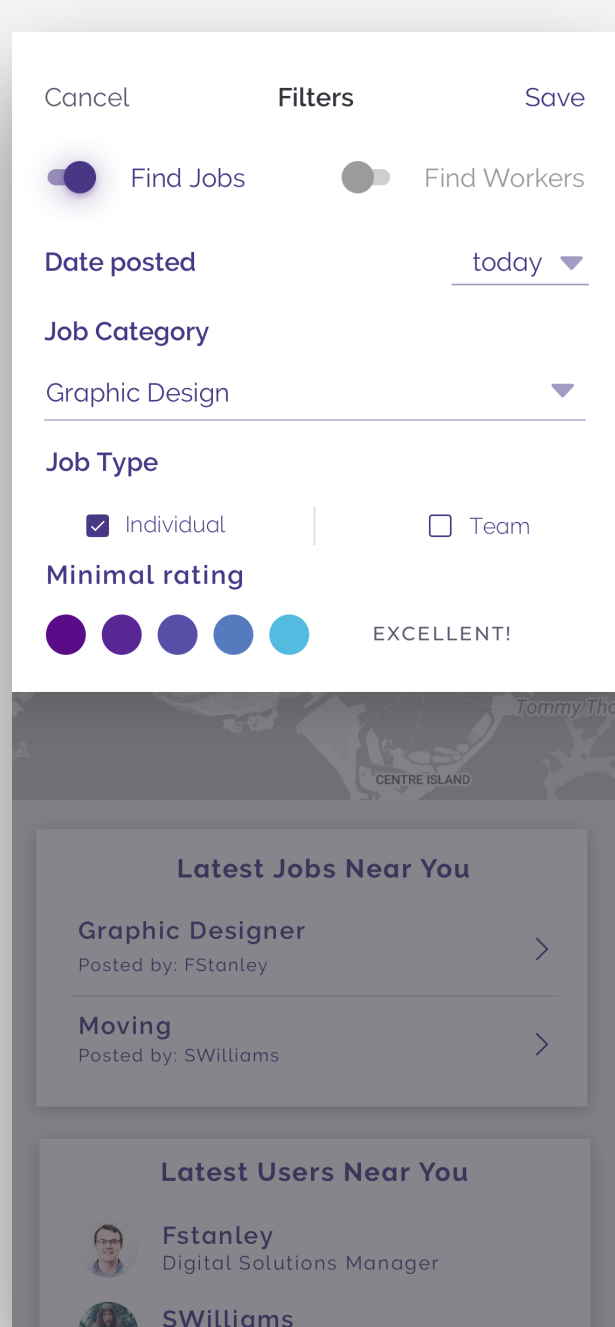 Cancel Filters Save
Find Jobs Find Workers
Date posted today
Job Category
Graphic Design
Job Type
Individual Team
Minimal rating
EXCELLENT!
Tommy
CENTRE ISLAND
Latest Jobs Near You
Graphic Designer
Posted by: FStanley
Moving
Posted by: SWilliams
Latest Users Near You
Fstanley
Digital Solutions Manager
SWilliams